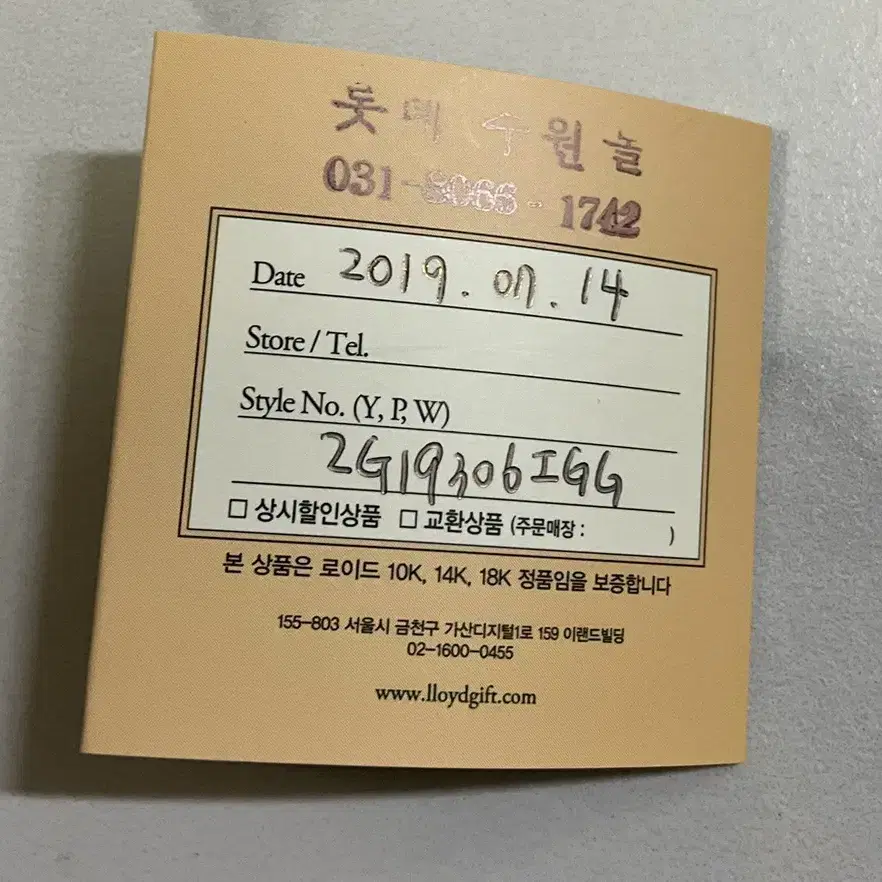 롯데 수원놀
031-8066-1742
Date 2019.07.14
Store / Tel.
Style No. (Y, P, W)
2G19306IGG
□ 상시할인상품 □ 교환상품 (주문매장 : )
본 상품은 로이드 10K, 14K, 18K 정품임을 보증합니다
155-803 서울시 금천구 가산디지털1로 159 이랜드빌딩
02-1600-0455
www.lloydgift.com